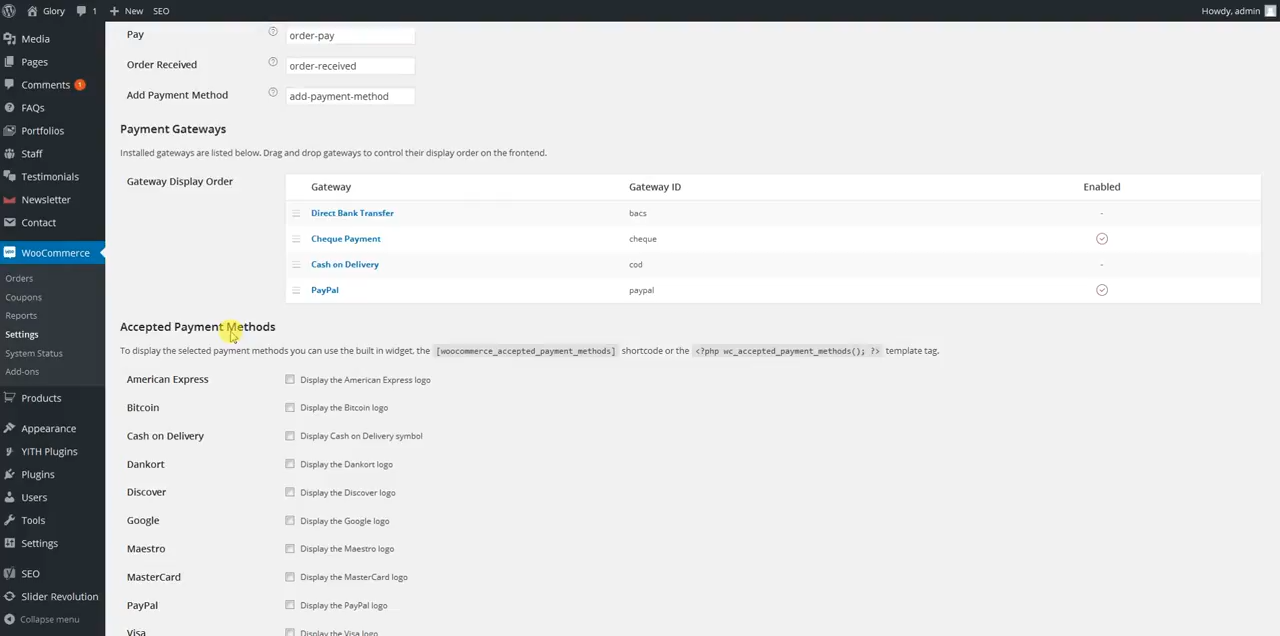 Glory 1 New SEO Howdy, admin
Media
Pages
Comments 1
FAQs
Portfolios
Staff
Testimonials
Newsletter
Contact
WooCommerce
Orders
Coupons
Reports
Settings
System Status
Add-ons
Products
Appearance
YITH Plugins
Plugins
Users
Tools
Settings
SEO
Slider Revolution
Collapse menu
Pay order-pay
Order Received order-received
Add Payment Method add-payment-method
Payment Gateways
Installed gateways are listed below. Drag and drop gateways to control their display order on the frontend.
Gateway Display Order
Gateway Gateway ID Enabled
Direct Bank Transfer bacs -
Cheque Payment cheque
Cash on Delivery cod -
PayPal paypal
Accepted Payment Methods
To display the selected payment methods you can use the built in widget, the [woocommerce_accepted_payment_methods] shortcode or the <?php wc_accepted_payment_methods(); ?> template tag.
American Express Display the American Express logo
Bitcoin Display the Bitcoin logo
Cash on Delivery Display Cash on Delivery symbol
Dankort Display the Dankort logo
Discover Display the Discover logo
Google Display the Google logo
Maestro Display the Maestro logo
MasterCard Display the MasterCard logo
PayPal Display the PayPal logo
Visa Display the Visa logo